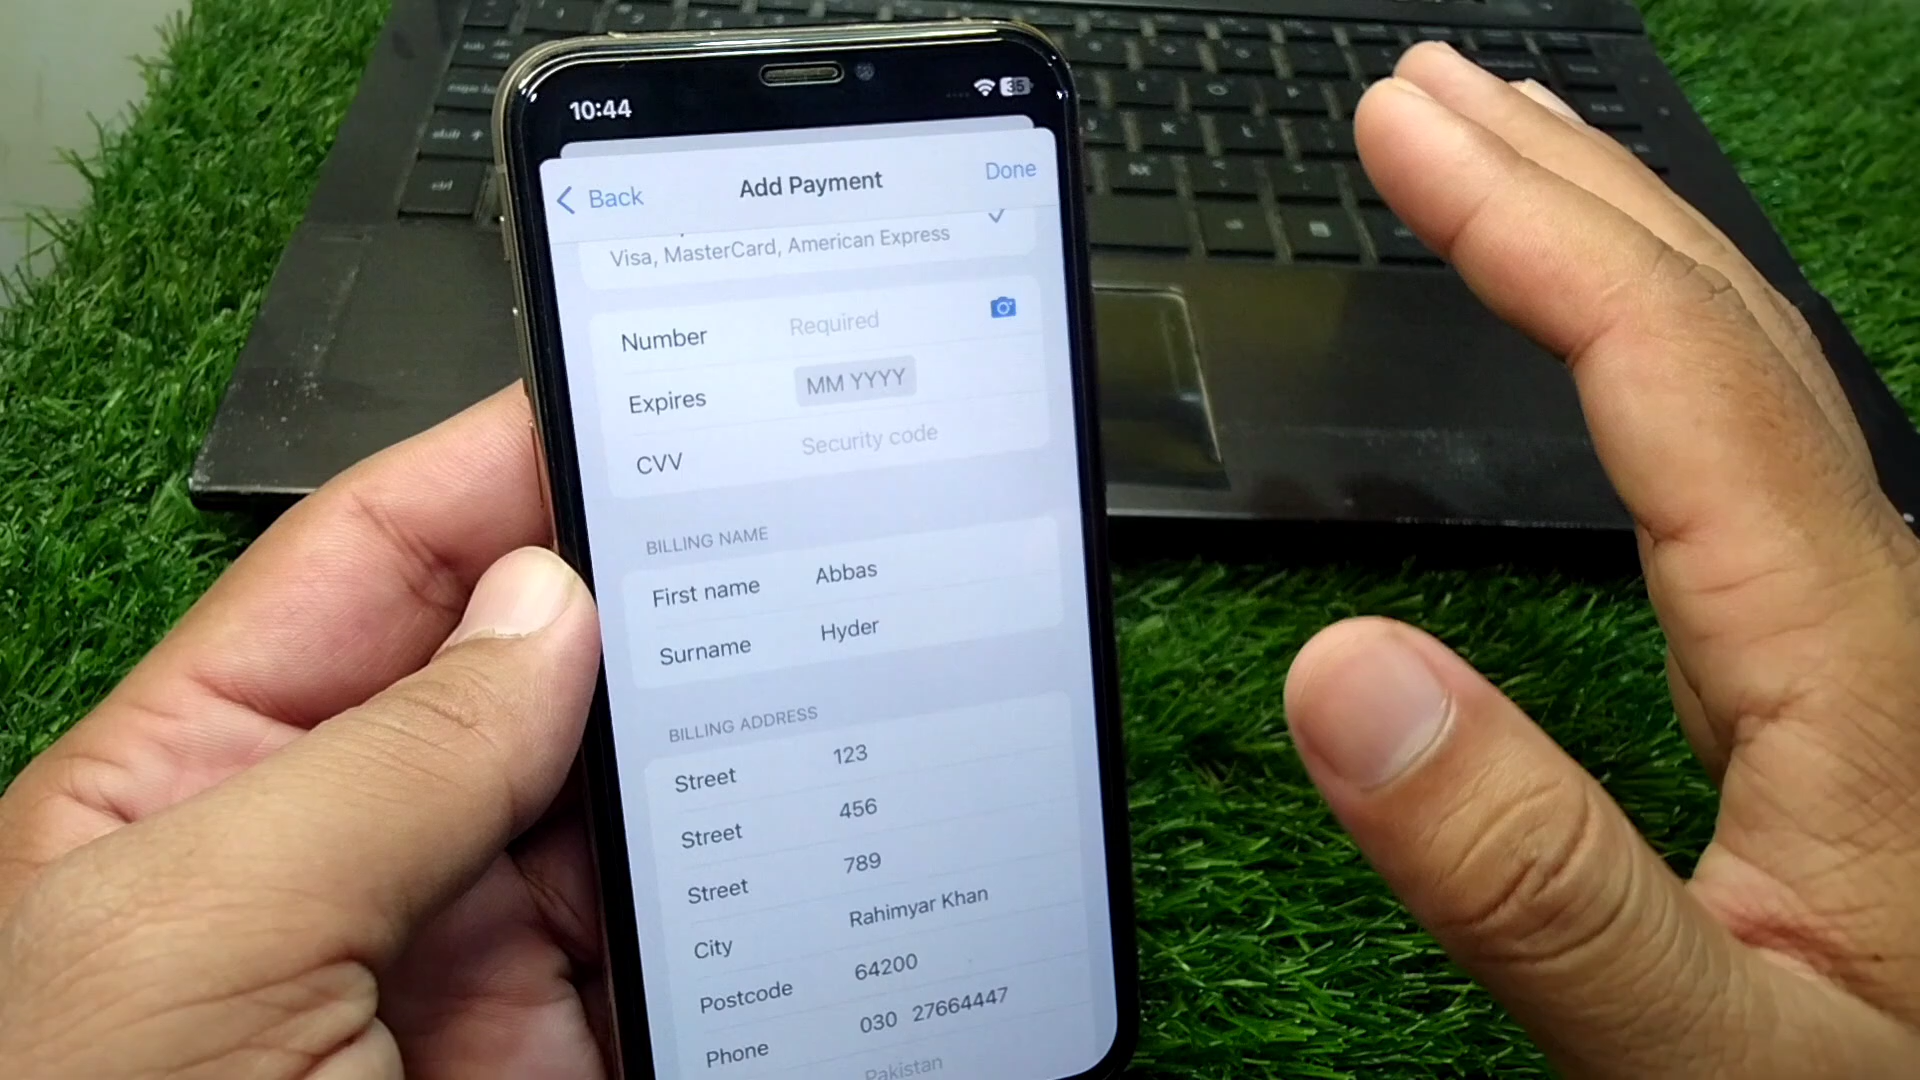 10:44
35
Back
Add Payment
Done
Visa, MasterCard, American Express
Number Required
Expires MM YYYY
CVV Security code
BILLING NAME
First name Abbas
Surname Hyder
BILLING ADDRESS
Street 123
Street 456
Street 789
City Rahimyar Khan
Postcode 64200
Phone 030 27664447
Pakistan